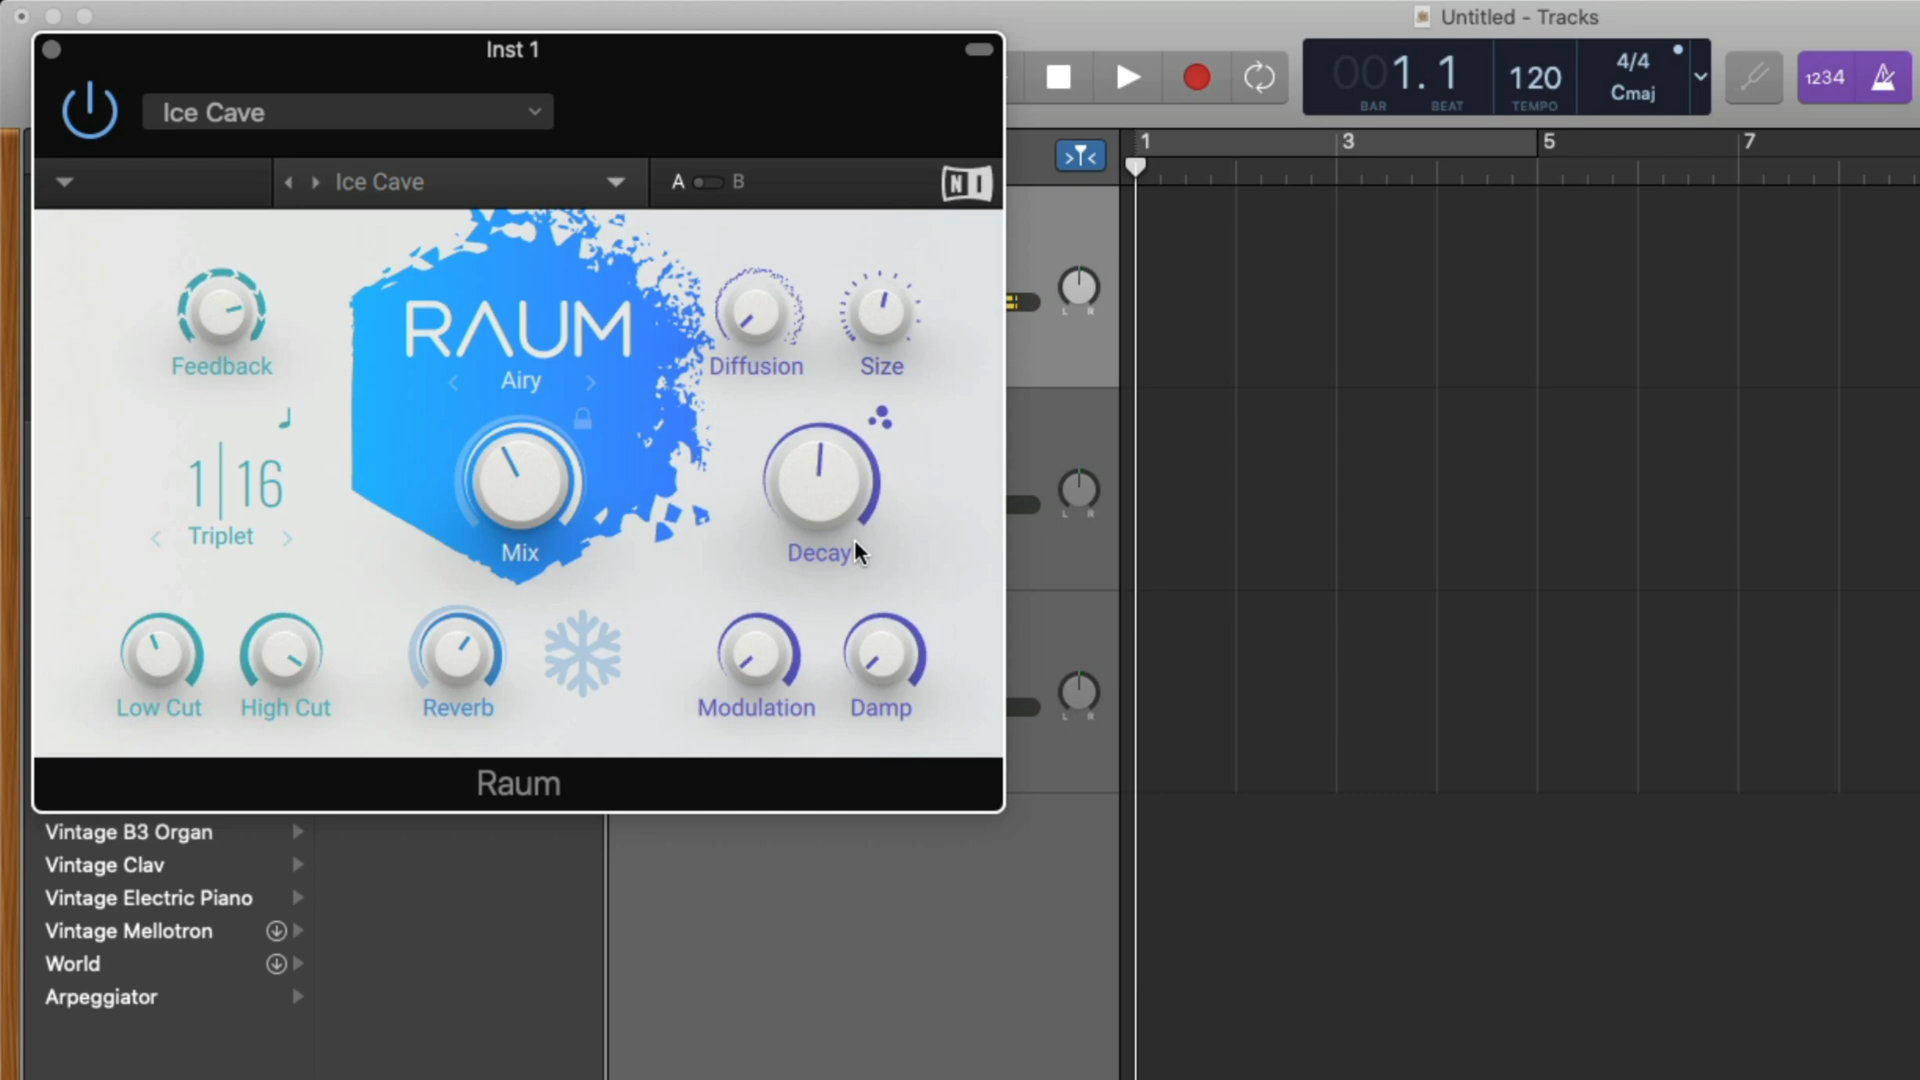 Untitled - Tracks
Inst 1
Ice Cave
001.1
BAR BEAT
120
TEMPO
4/4
Cmaj
1234
Ice Cave
A B
NI
1 3 5 7
RAUM
Airy
Feedback
Diffusion
Size
L R
1|16
Triplet
Mix
Decay
L R
Low Cut
High Cut
Reverb
Modulation
Damp
L R
Raum
Vintage B3 Organ
Vintage Clav
Vintage Electric Piano
Vintage Mellotron
World
Arpeggiator